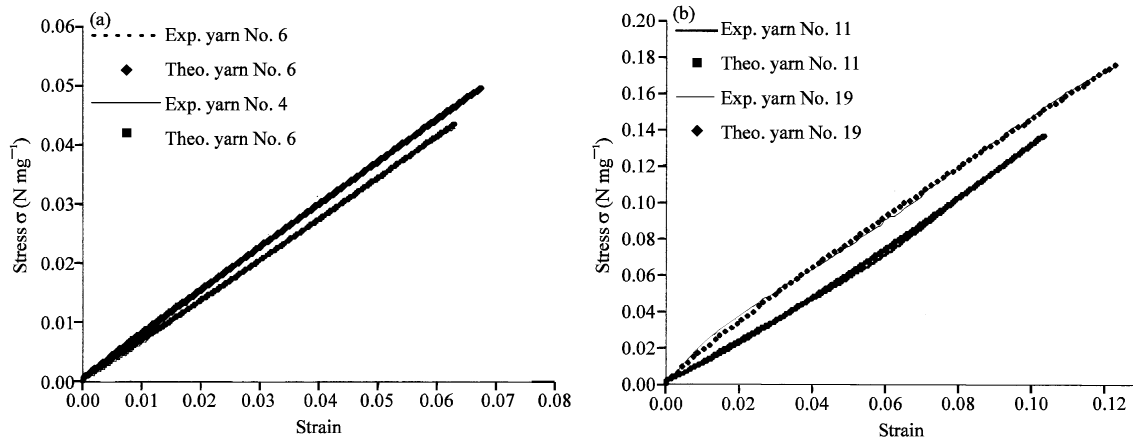 (a)
Exp. yarn No. 6
Theo. yarn No. 6
Exp. yarn No. 4
Theo. yarn No. 6
Stress σ (N mg⁻¹)
0.06
0.05
0.04
0.03
0.02
0.01
0.00
0.00 0.01 0.02 0.03 0.04 0.05 0.06 0.07 0.08
Strain
(b)
Exp. yarn No. 11
Theo. yarn No. 11
Exp. yarn No. 19
Theo. yarn No. 19
Stress σ (N mg⁻¹)
0.20
0.18
0.16
0.14
0.12
0.10
0.08
0.06
0.04
0.02
0.00
0.00 0.02 0.04 0.06 0.08 0.10 0.12
Strain